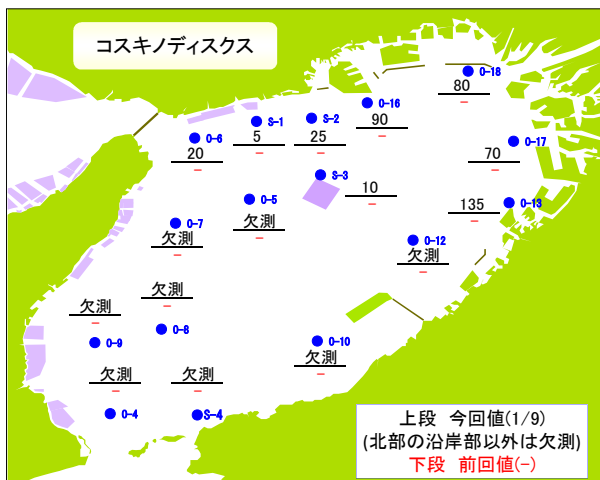 コスキノディスクス
O-18
80
−
O-16
90
−
S-2
25
−
S-1
5
−
O-6
20
−
O-17
70
−
S-3
10
−
O-13
135
−
O-5
欠測
−
O-7
欠測
−
O-12
欠測
−
欠測
−
O-8
欠測
−
O-9
O-10
欠測
−
欠測
−
O-4
欠測
−
S-4
上段 今回値(1/9)
(北部の沿岸部以外は欠測)
下段 前回値(-)